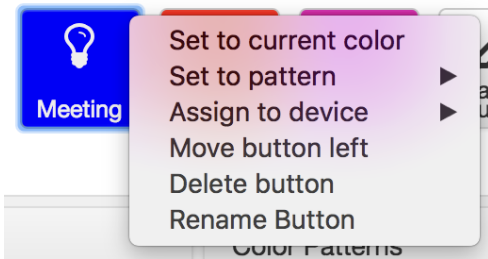 Set to current color
Set to pattern
Meeting
Assign to device
Move button left
Delete button
Rename Button
Color Patterns